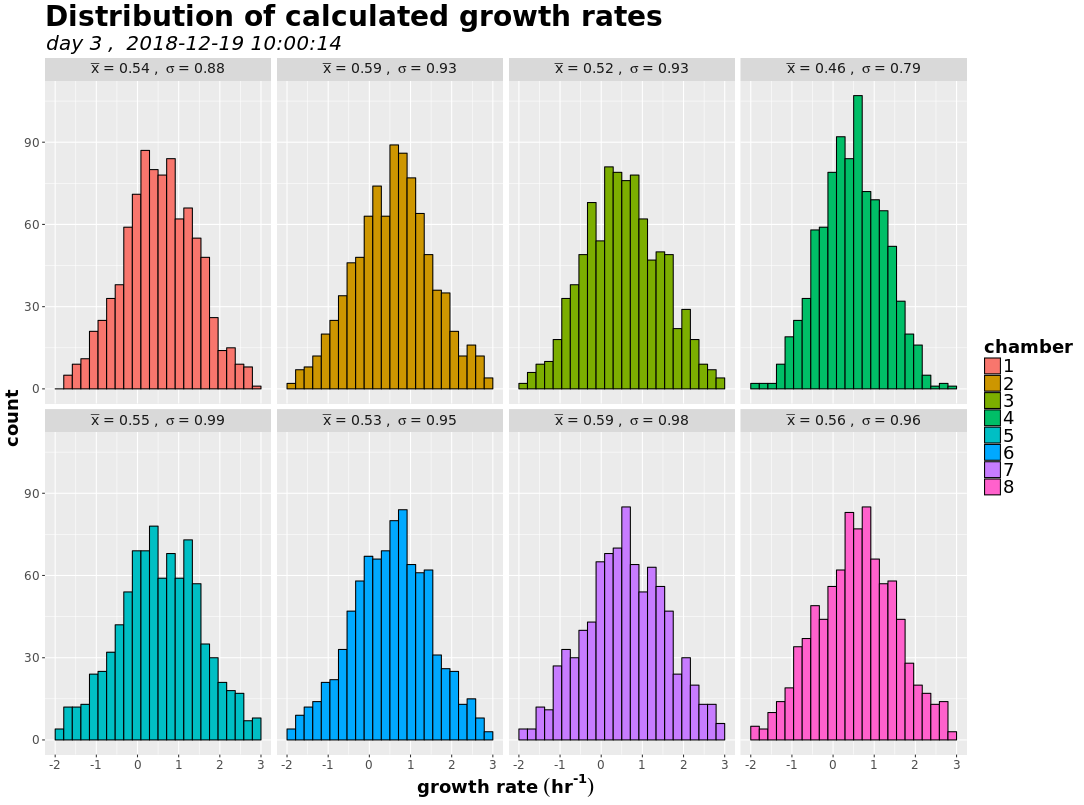 Distribution of calculated growth rates
day 3 ,  2018-12-19 10:00:14
x̅ = 0.54 ,  σ = 0.88
x̅ = 0.59 ,  σ = 0.93
x̅ = 0.52 ,  σ = 0.93
x̅ = 0.46 ,  σ = 0.79
90
60
30
0
x̅ = 0.55 ,  σ = 0.99
x̅ = 0.53 ,  σ = 0.95
x̅ = 0.59 ,  σ = 0.98
x̅ = 0.56 ,  σ = 0.96
90
60
30
0
-2 -1 0 1 2 3
-2 -1 0 1 2 3
-2 -1 0 1 2 3
-2 -1 0 1 2 3
count
growth rate (hr⁻¹)
chamber
1
2
3
4
5
6
7
8